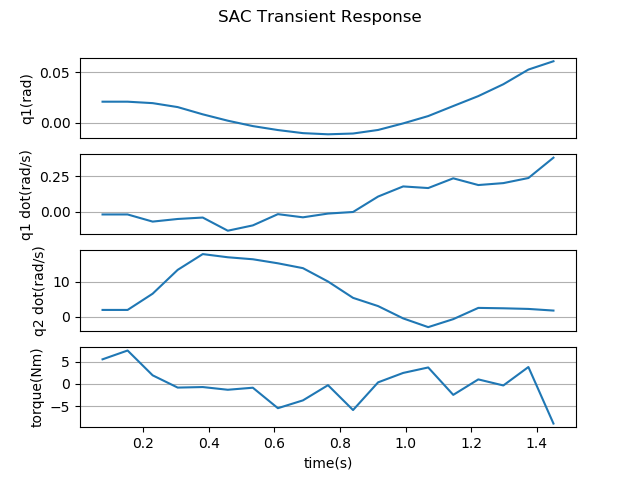 SAC Transient Response
q1(rad)
0.05
0.00
q1 dot(rad/s)
0.25
0.00
q2 dot(rad/s)
10
0
torque(Nm)
5
0
−5
0.2 0.4 0.6 0.8 1.0 1.2 1.4
time(s)